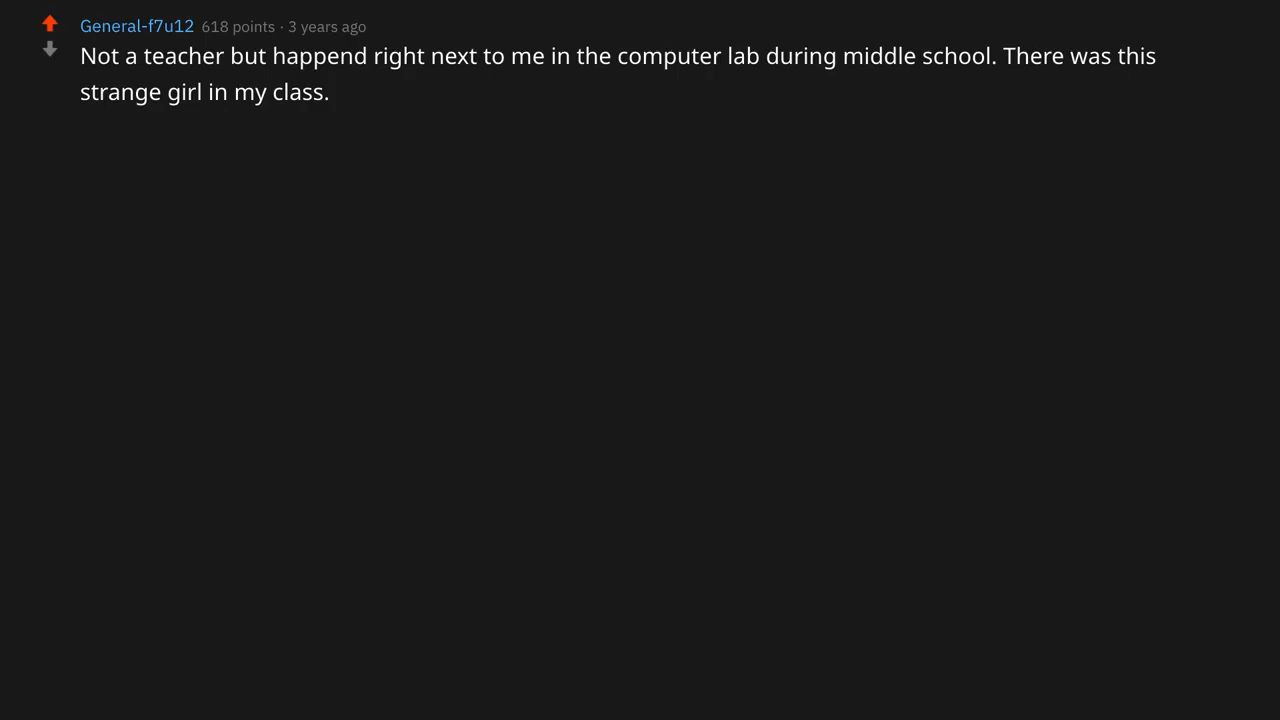 General-f7u12 618 points · 3 years ago
Not a teacher but happend right next to me in the computer lab during middle school. There was this
strange girl in my class.